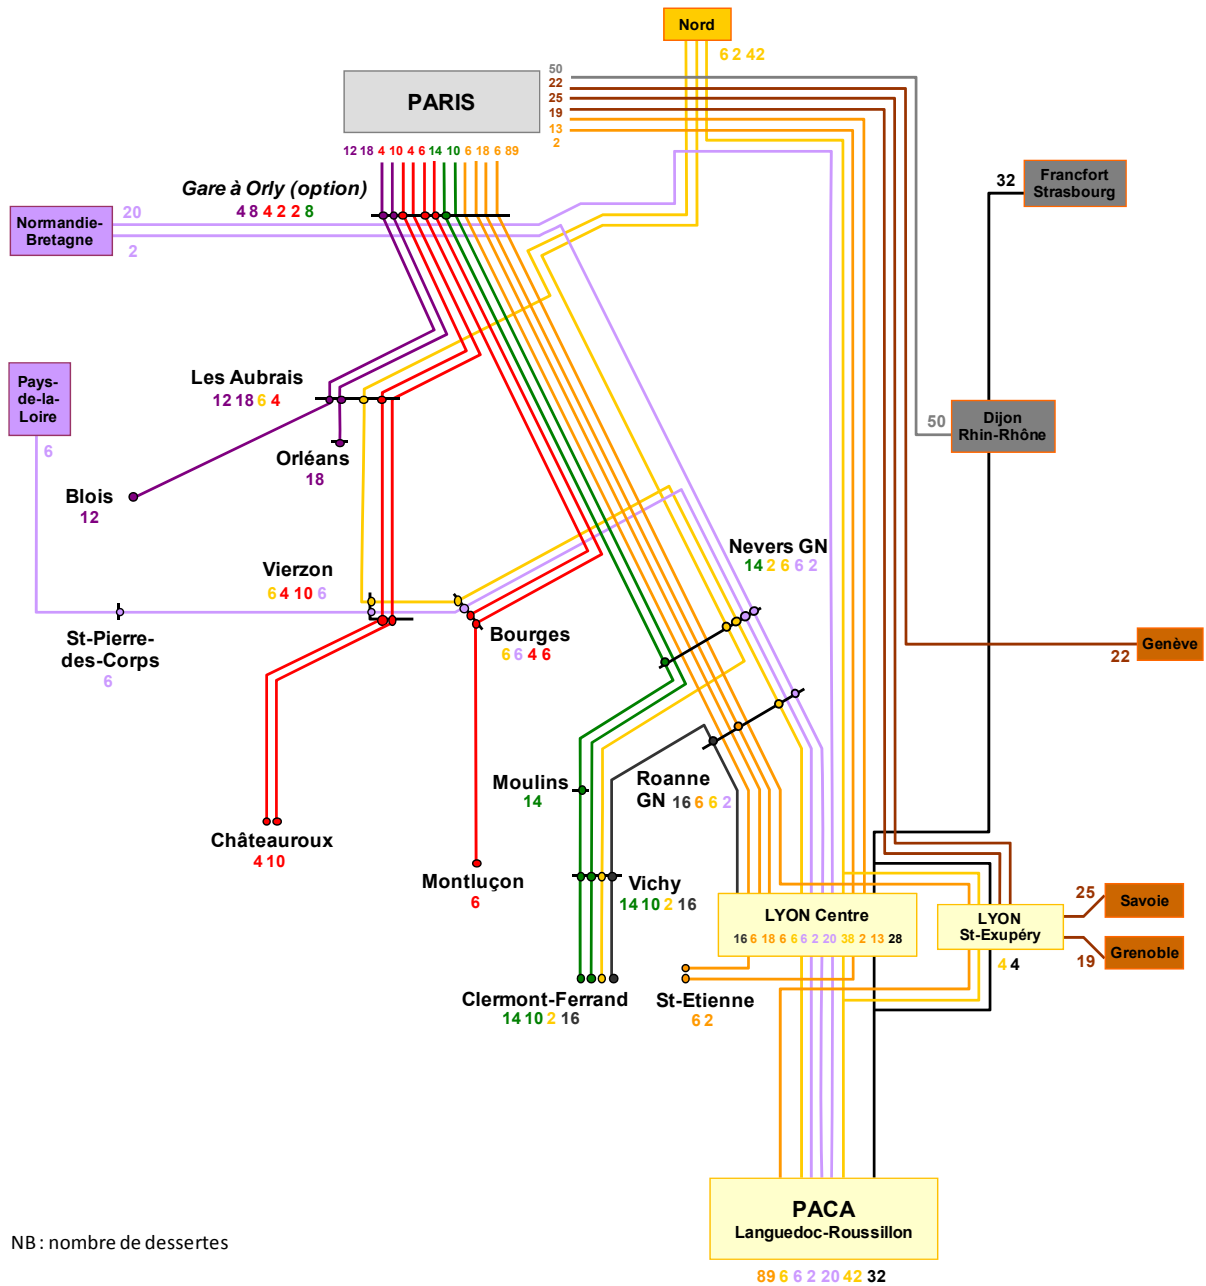 Nord
6 2 42
PARIS
50
22
25
19
13
2
12 18 4 10 4 6 14 10 6 18 6 89
Gare à Orly (option)
4 8 4 2 2 8
Normandie-
Bretagne
20
2
32
Francfort
Strasbourg
Pays-
de-la-
Loire
6
Les Aubrais
12 18 6 4
Orléans
18
Blois
12
50
Dijon
Rhin-Rhône
Nevers GN
14 2 6 6 2
Vierzon
6 4 10 6
St-Pierre-
des-Corps
6
Bourges
6 6 4 6
Genève
22
Moulins
14
Roanne
GN 16 6 6 2
Châteauroux
4 10
Montluçon
6
Vichy
14 10 2 16
LYON Centre
16 6 18 6 6 6 2 20 38 2 13 28
LYON
St-Exupéry
4 4
25
Savoie
19
Grenoble
Clermont-Ferrand
14 10 2 16
St-Etienne
6 2
PACA
Languedoc-Roussillon
89 6 6 2 20 42 32
NB : nombre de dessertes